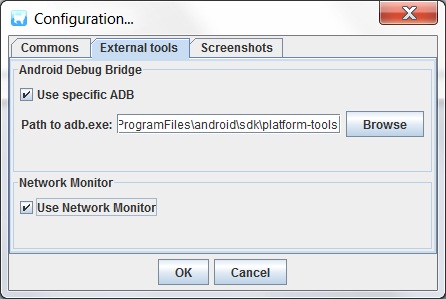 Configuration...
Commons External tools Screenshots
Android Debug Bridge
Use specific ADB
Path to adb.exe: ProgramFiles\android\sdk\platform-tools Browse
Network Monitor
Use Network Monitor
OK Cancel